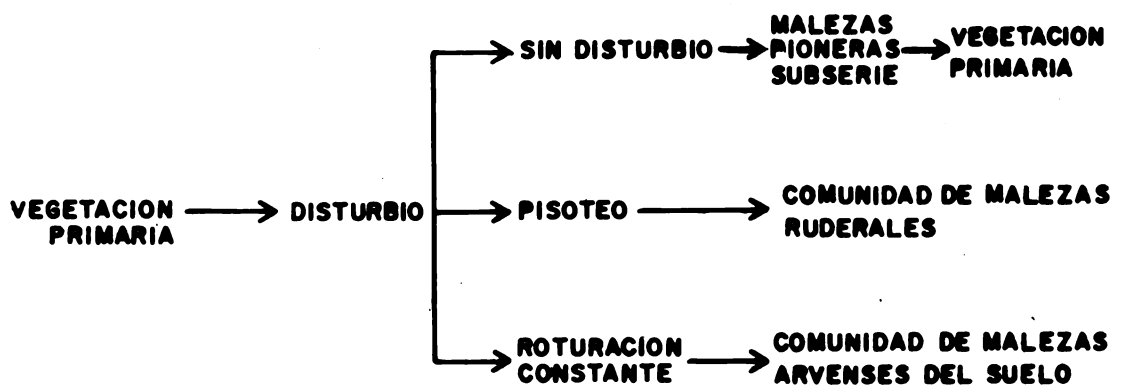 SIN DISTURBIO
MALEZAS
PIONERAS
SUBSERIE
VEGETACION
PRIMARIA
VEGETACION
PRIMARIA
DISTURBIO
PISOTEO
COMUNIDAD DE MALEZAS
RUDERALES
ROTURACION
CONSTANTE
COMUNIDAD DE MALEZAS
ARVENSES DEL SUELO